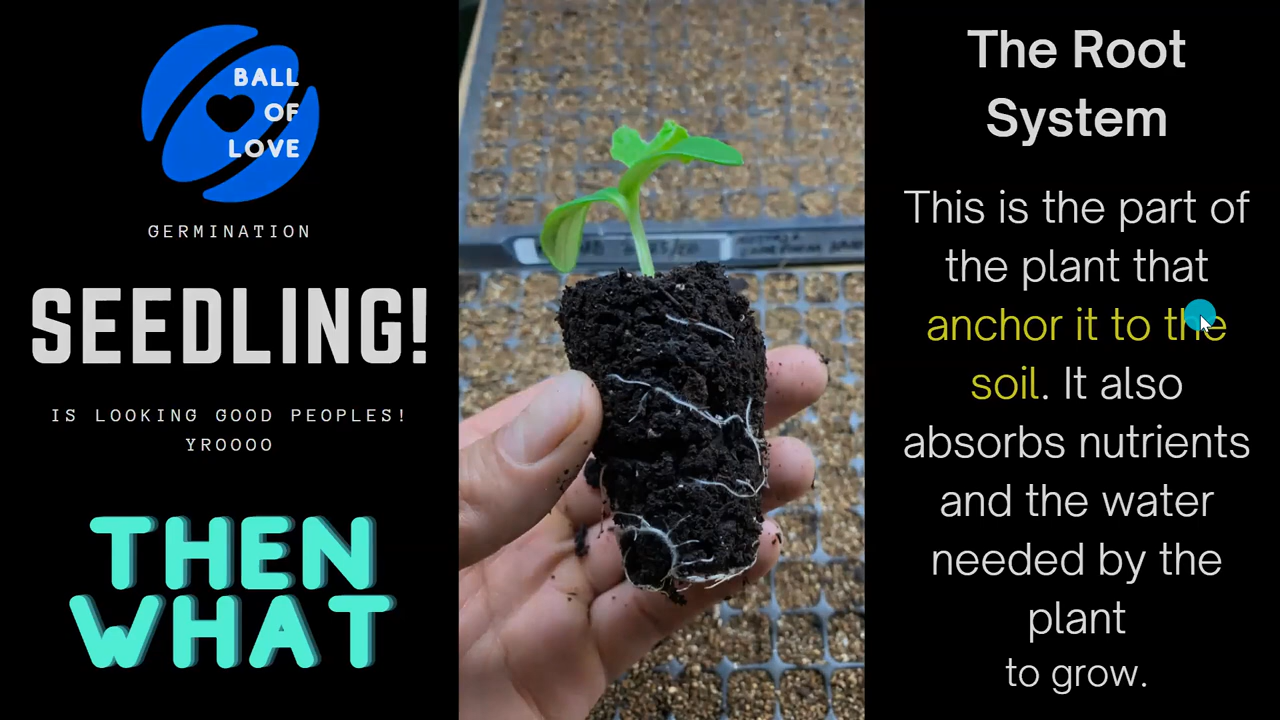 BALL
OF
LOVE
GERMINATION
SEEDLING!
IS LOOKING GOOD PEOPLES!
YROOOO
THEN
WHAT
The Root
System
This is the part of
the plant that
anchor it to the
soil. It also
absorbs nutrients
and the water
needed by the
plant
to grow.